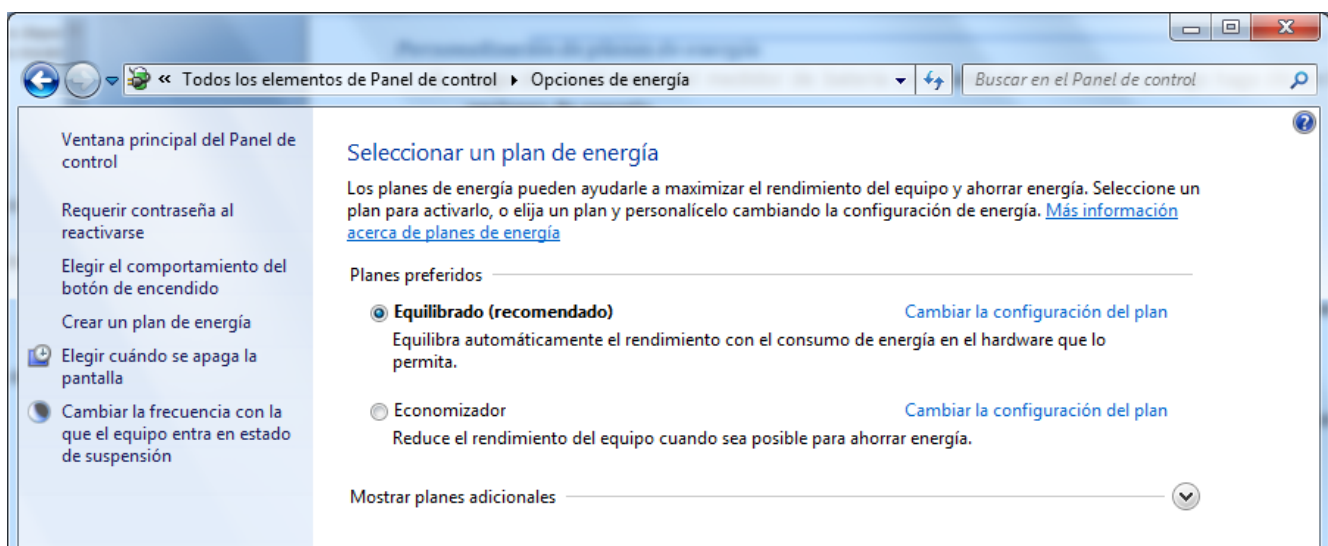 « Todos los elementos de Panel de control ▸ Opciones de energía
Buscar en el Panel de control
Ventana principal del Panel de
control
Requerir contraseña al
reactivarse
Elegir el comportamiento del
botón de encendido
Crear un plan de energía
Elegir cuándo se apaga la
pantalla
Cambiar la frecuencia con la
que el equipo entra en estado
de suspensión
Seleccionar un plan de energía
Los planes de energía pueden ayudarle a maximizar el rendimiento del equipo y ahorrar energía. Seleccione un
plan para activarlo, o elija un plan y personalícelo cambiando la configuración de energía. Más información
acerca de planes de energía
Planes preferidos
Equilibrado (recomendado) Cambiar la configuración del plan
Equilibra automáticamente el rendimiento con el consumo de energía en el hardware que lo
permita.
Economizador Cambiar la configuración del plan
Reduce el rendimiento del equipo cuando sea posible para ahorrar energía.
Mostrar planes adicionales